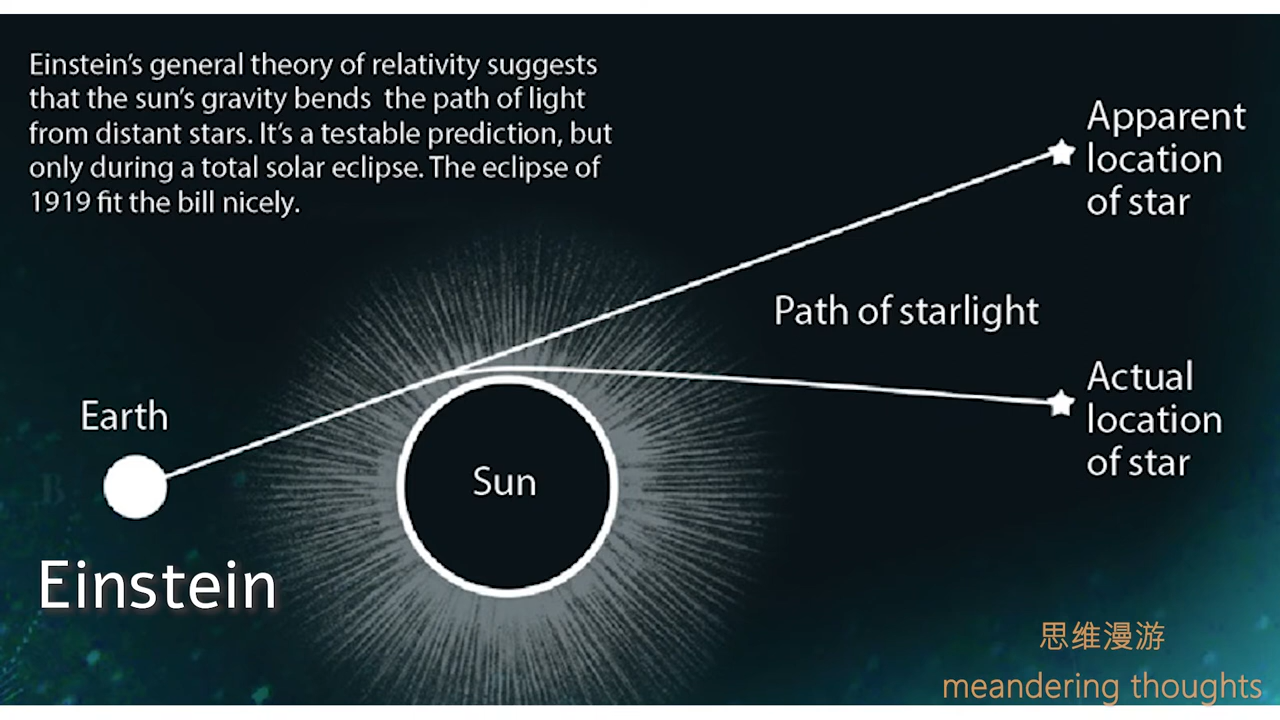 Einstein's general theory of relativity suggests
that the sun's gravity bends the path of light
from distant stars. It's a testable prediction, but
only during a total solar eclipse. The eclipse of
1919 fit the bill nicely.
Apparent
location
of star
Path of starlight
Actual
location
of star
Earth
Sun
Einstein
思维漫游
meandering thoughts